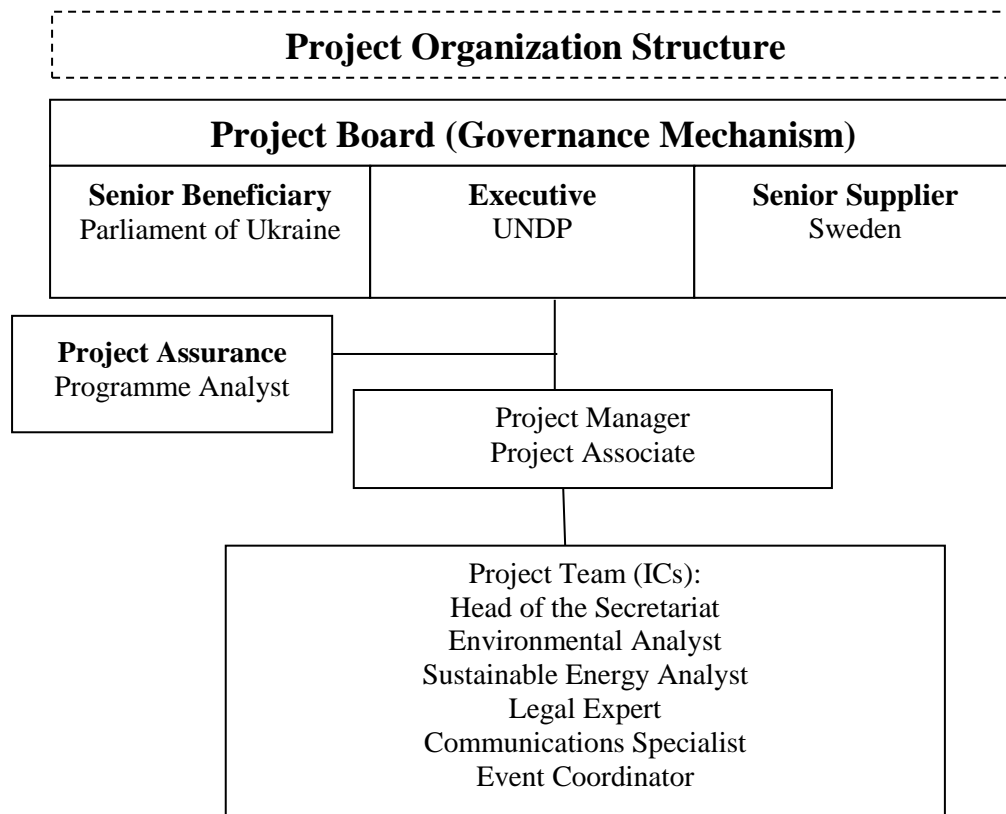 Project Organization Structure
Project Board (Governance Mechanism)
Senior Beneficiary
Parliament of Ukraine
Executive
UNDP
Senior Supplier
Sweden
Project Assurance
Programme Analyst
Project Manager
Project Associate
Project Team (ICs):
Head of the Secretariat
Environmental Analyst
Sustainable Energy Analyst
Legal Expert
Communications Specialist
Event Coordinator